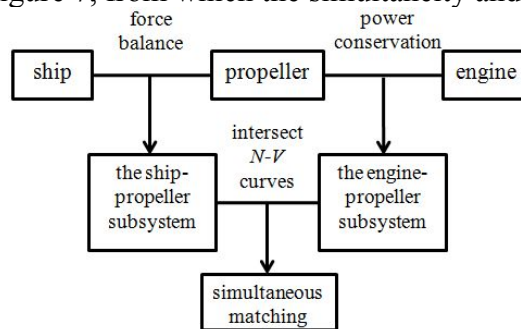 igure 7, from which the simultaneity and
force
balance
power
conservation
ship
propeller
engine
intersect
N-V
curves
the ship-
propeller
subsystem
the engine-
propeller
subsystem
simultaneous
matching